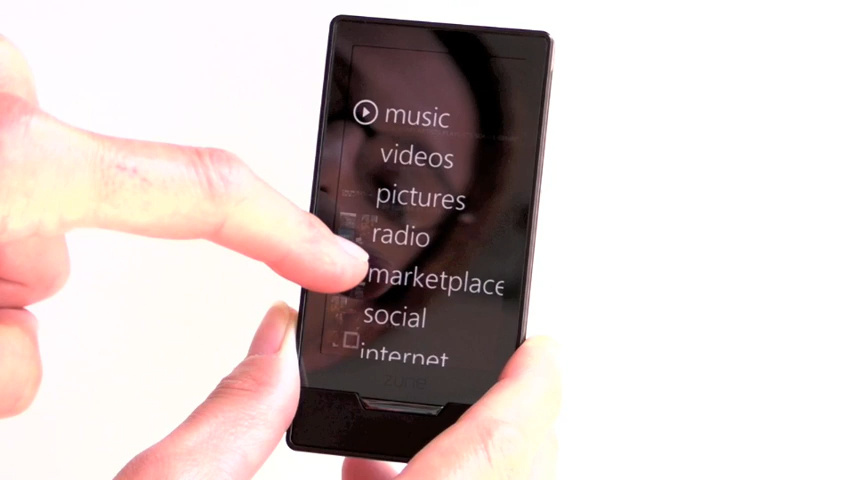 music
videos
pictures
radio
marketplace
social
internet
zune